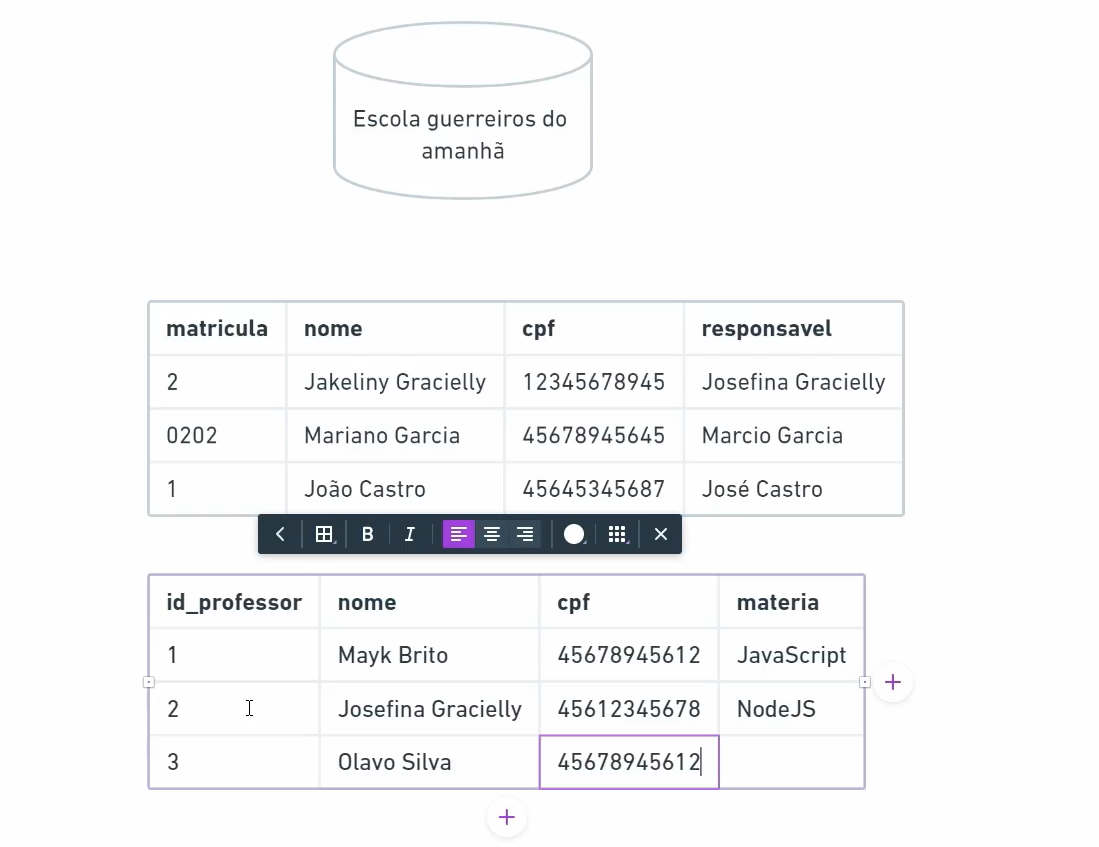 Escola guerreiros do
amanhã
matricula nome cpf responsavel
2 Jakeliny Gracielly 12345678945 Josefina Gracielly
0202 Mariano Garcia 45678945645 Marcio Garcia
1 João Castro 45645345687 José Castro
B I
id_professor nome cpf materia
1 Mayk Brito 45678945612 JavaScript
2 Josefina Gracielly 45612345678 NodeJS
3 Olavo Silva 45678945612